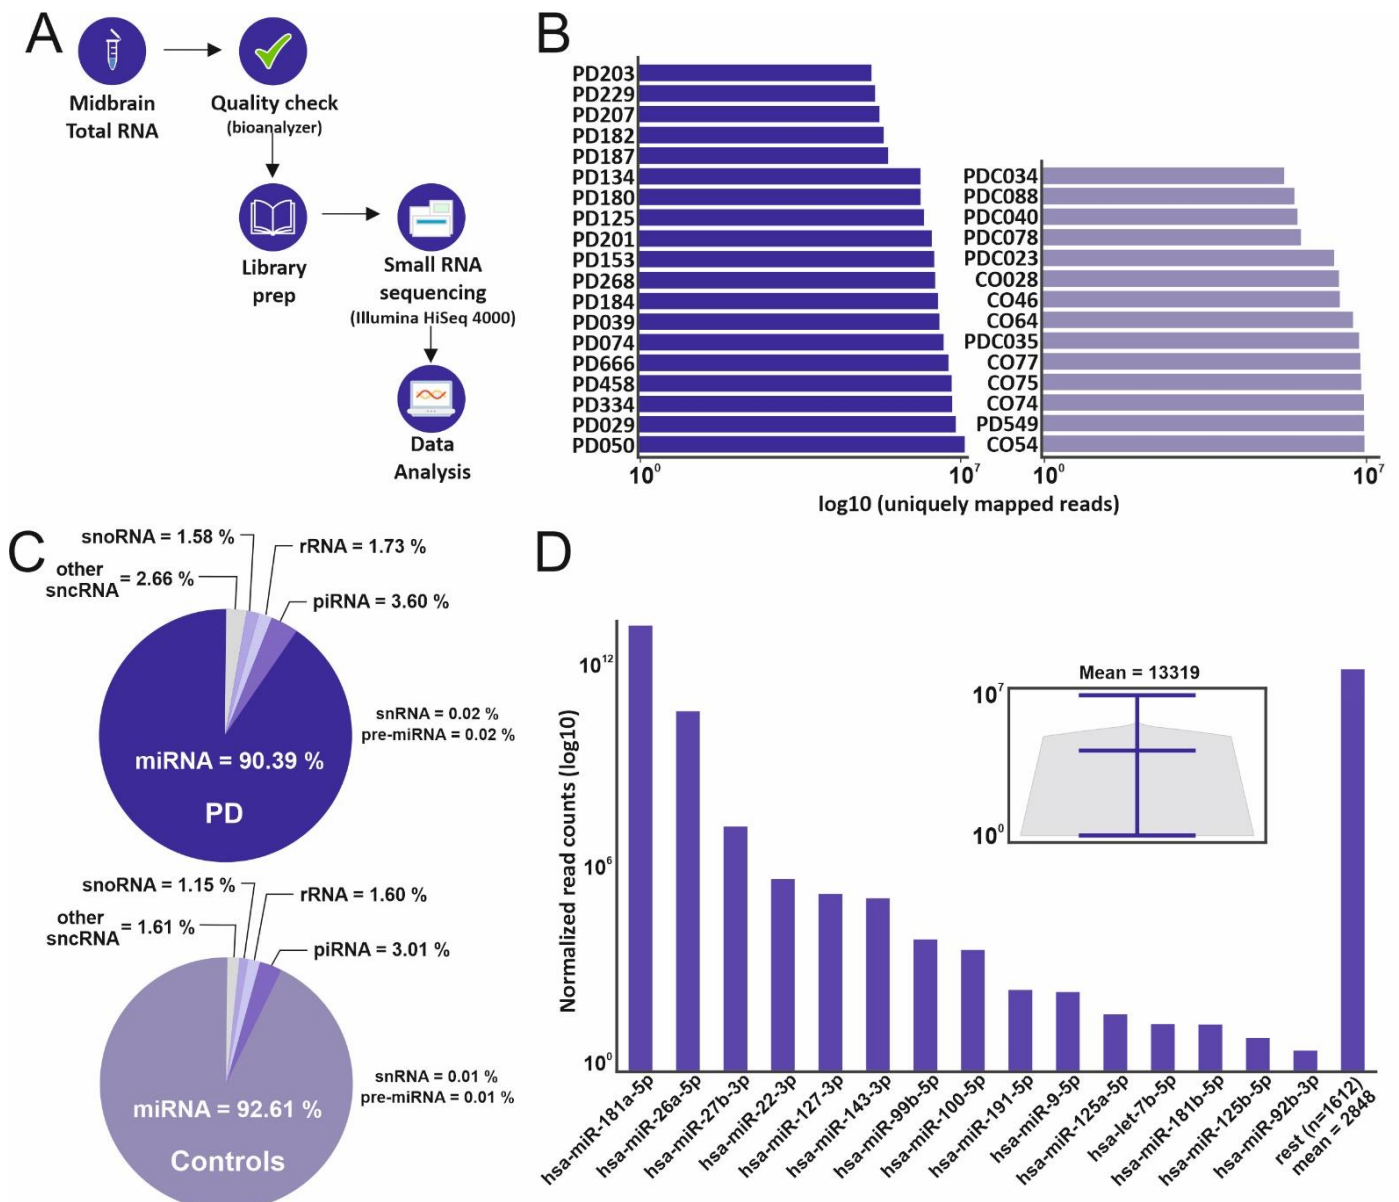 A
Midbrain
Total RNA
Quality check
(bioanalyzer)
Library
prep
Small RNA
sequencing
(Illumina HiSeq 4000)
Data
Analysis
B
PD203
PD229
PD207
PD182
PD187
PD134
PD180
PD125
PD201
PD153
PD268
PD184
PD039
PD074
PD666
PD458
PD334
PD029
PD050
10⁰
10⁷
PDC034
PDC088
PDC040
PDC078
PDC023
CO028
CO46
CO64
PDC035
CO77
CO75
CO74
PD549
CO54
10⁰
10⁷
log10 (uniquely mapped reads)
C
snoRNA = 1.58 %
rRNA = 1.73 %
other
sncRNA = 2.66 %
piRNA = 3.60 %
snRNA = 0.02 %
pre-miRNA = 0.02 %
miRNA = 90.39 %
PD
snoRNA = 1.15 %
rRNA = 1.60 %
other
sncRNA = 1.61 %
piRNA = 3.01 %
snRNA = 0.01 %
pre-miRNA = 0.01 %
miRNA = 92.61 %
Controls
D
Normalized read counts (log10)
10¹²
10⁶
10⁰
Mean = 13319
10⁷
10⁰
hsa-miR-181a-5p
hsa-miR-26a-5p
hsa-miR-27b-3p
hsa-miR-22-3p
hsa-miR-127-3p
hsa-miR-143-3p
hsa-miR-99b-5p
hsa-miR-100-5p
hsa-miR-191-5p
hsa-miR-9-5p
hsa-miR-125a-5p
hsa-let-7b-5p
hsa-miR-181b-5p
hsa-miR-125b-5p
hsa-miR-92b-3p
rest (n=1612)
mean = 2848